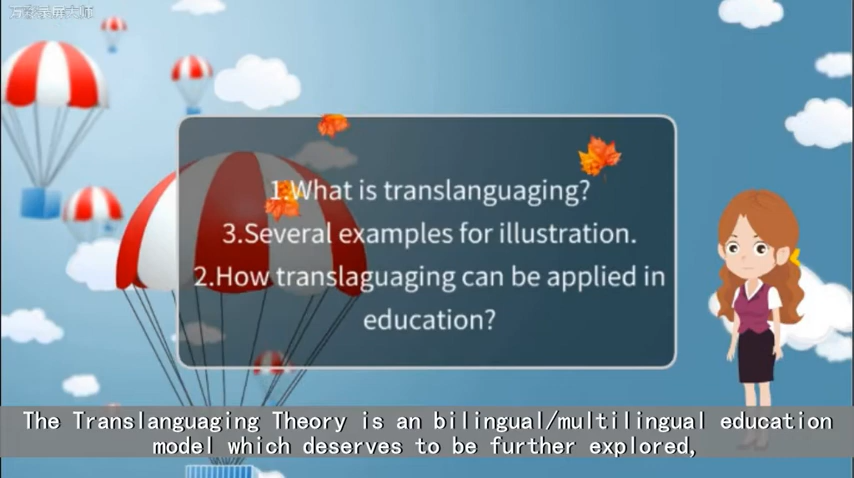 1.What is translanguaging?
3.Several examples for illustration.
2.How translaguaging can be applied in
education?
The Translanguaging Theory is an bilingual/multilingual education
model which deserves to be further explored,